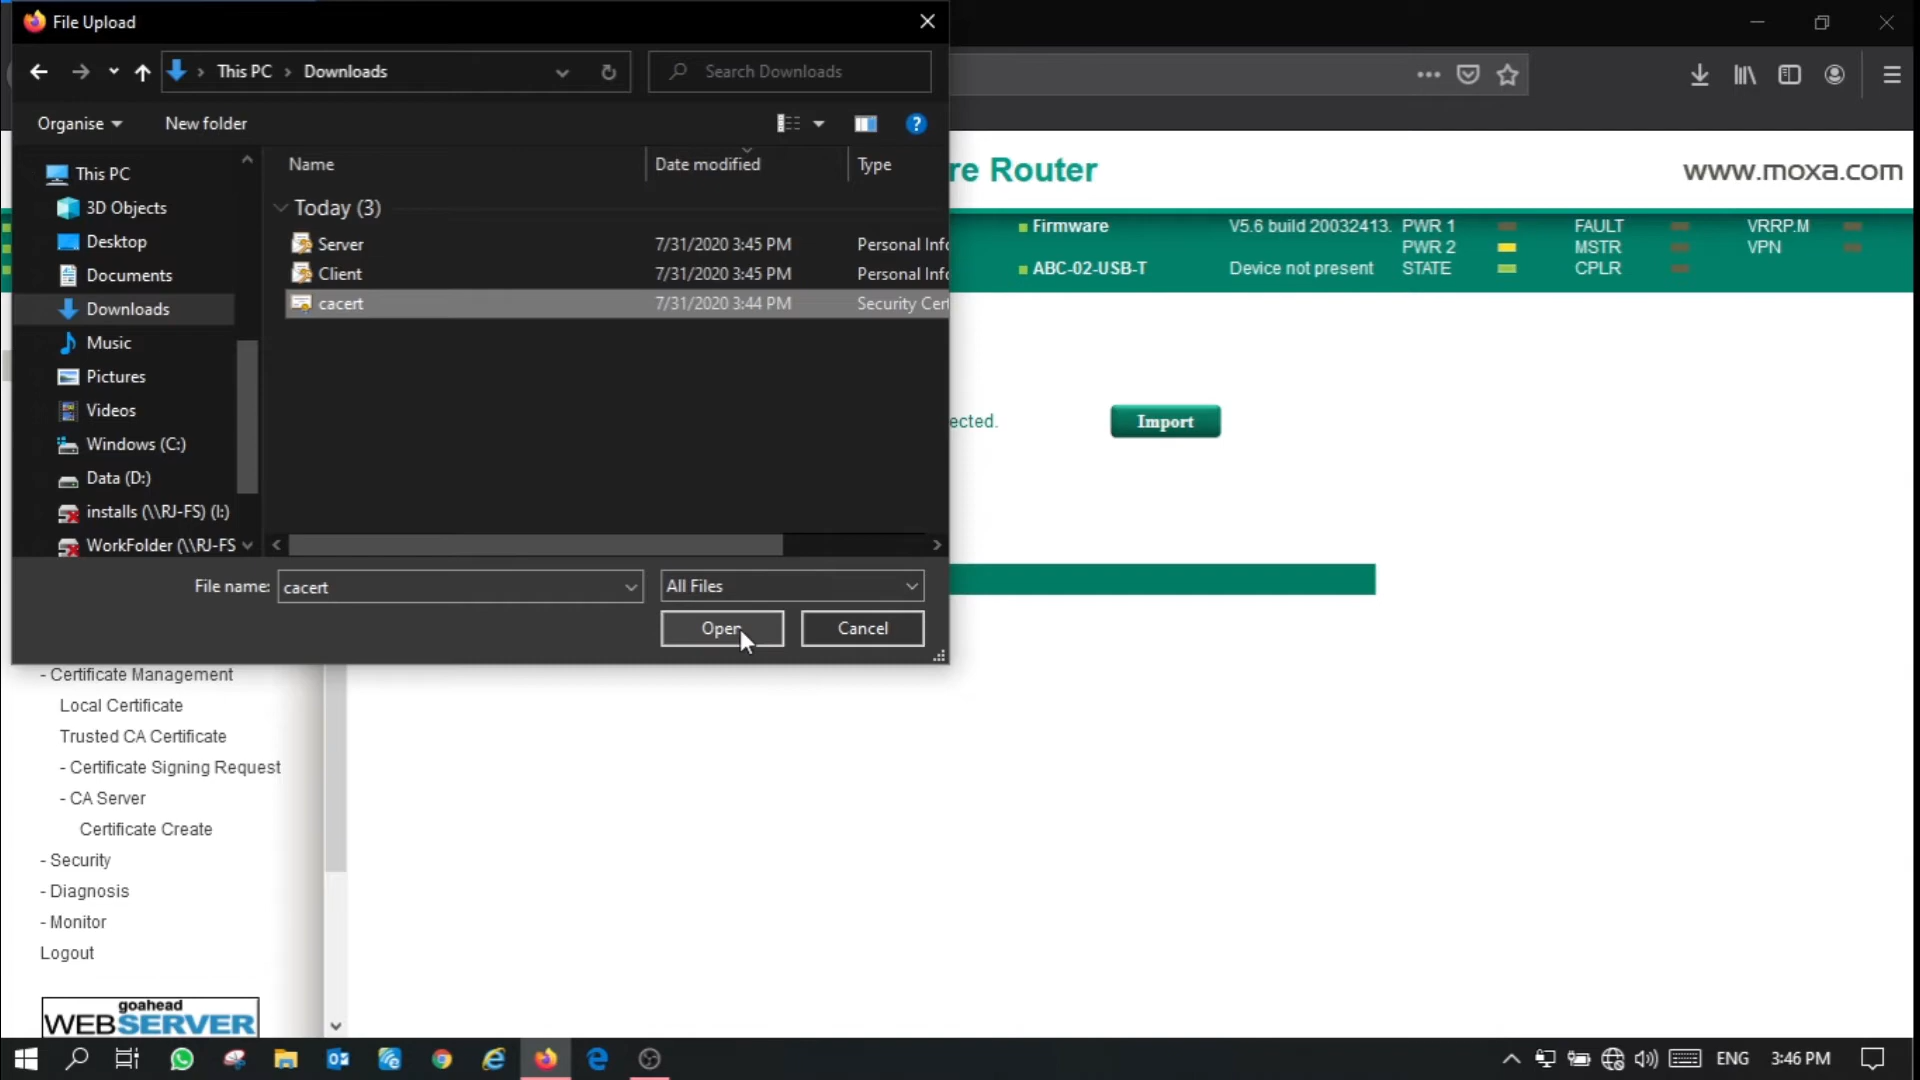 File Upload
This PC > Downloads
Search Downloads
Organise
New folder
This PC
3D Objects
Desktop
Documents
Downloads
Music
Pictures
Videos
Windows (C:)
Data (D:)
installs (\\RJ-FS) (I:)
WorkFolder (\\RJ-FS
Name Date modified Type
Today (3)
Server 7/31/2020 3:45 PM Personal Info
Client 7/31/2020 3:45 PM Personal Info
cacert 7/31/2020 3:44 PM Security Cert
File name: cacert All Files
Open Cancel
re Router
www.moxa.com
Firmware V5.6 build 20032413. PWR 1 FAULT VRRP.M
PWR 2 MSTR VPN
ABC-02-USB-T Device not present STATE CPLR
ected. Import
- Certificate Management
Local Certificate
Trusted CA Certificate
- Certificate Signing Request
- CA Server
Certificate Create
- Security
- Diagnosis
- Monitor
Logout
goahead
WEBSERVER
ENG 3:46 PM